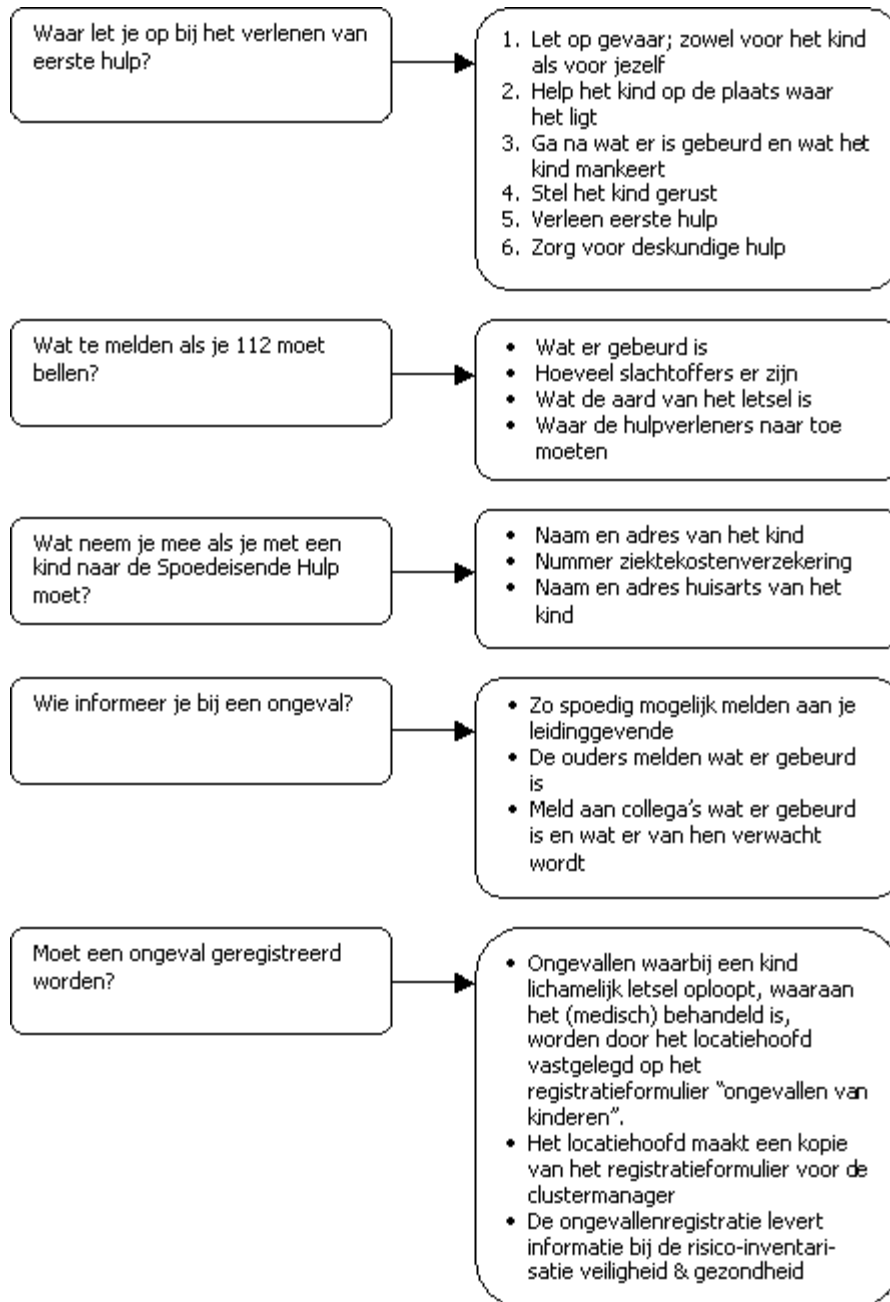 Waar let je op bij het verlenen van
eerste hulp?
1. Let op gevaar; zowel voor het kind
als voor jezelf
2. Help het kind op de plaats waar
het ligt
3. Ga na wat er is gebeurd en wat het
kind mankeert
4. Stel het kind gerust
5. Verleen eerste hulp
6. Zorg voor deskundige hulp
Wat te melden als je 112 moet
bellen?
• Wat er gebeurd is
• Hoeveel slachtoffers er zijn
• Wat de aard van het letsel is
• Waar de hulpverleners naar toe
moeten
Wat neem je mee als je met een
kind naar de Spoedeisende Hulp
moet?
• Naam en adres van het kind
• Nummer ziektekostenverzekering
• Naam en adres huisarts van het
kind
Wie informeer je bij een ongeval?
• Zo spoedig mogelijk melden aan je
leidinggevende
• De ouders melden wat er gebeurd
is
• Meld aan collega's wat er gebeurd
is en wat er van hen verwacht
wordt
Moet een ongeval geregistreerd
worden?
• Ongevallen waarbij een kind
lichamelijk letsel oploopt, waaraan
het (medisch) behandeld is,
worden door het locatiehoofd
vastgelegd op het
registratieformulier "ongevallen van
kinderen".
• Het locatiehoofd maakt een kopie
van het registratieformulier voor de
clustermanager
• De ongevallenregistratie levert
informatie bij de risico-inventari-
satie veiligheid & gezondheid